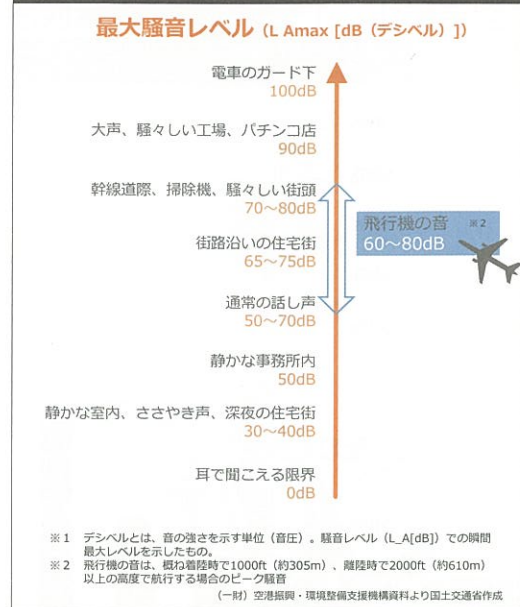 最大騒音レベル（L Amax [dB（デシベル）]）
電車のガード下
100dB
大声、騒々しい工場、パチンコ店
90dB
幹線道際、掃除機、騒々しい街頭
70～80dB
飛行機の音 ※2
60～80dB
街路沿いの住宅街
65～75dB
通常の話し声
50～70dB
静かな事務所内
50dB
静かな室内、ささやき声、深夜の住宅街
30～40dB
耳で聞こえる限界
0dB
※1 デシベルとは、音の強さを示す単位（音圧）。騒音レベル（L_A[dB]）での瞬間
最大レベルを示したもの。
※2 飛行機の音は、概ね着陸時で1000ft（約305m）、離陸時で2000ft（約610m）
以上の高度で航行する場合のピーク騒音
（一財）空港振興・環境整備支援機構資料より国土交通省作成